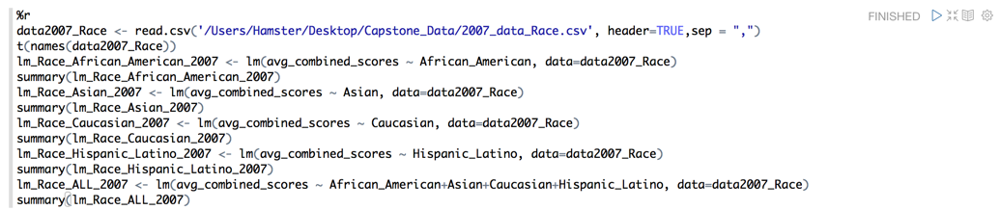 %r
FINISHED
data2007_Race <- read.csv('/Users/Hamster/Desktop/Capstone_Data/2007_data_Race.csv', header=TRUE,sep = ",")
t(names(data2007_Race))
lm_Race_African_American_2007 <- lm(avg_combined_scores ~ African_American, data=data2007_Race)
summary(lm_Race_African_American_2007)
lm_Race_Asian_2007 <- lm(avg_combined_scores ~ Asian, data=data2007_Race)
summary(lm_Race_Asian_2007)
lm_Race_Caucasian_2007 <- lm(avg_combined_scores ~ Caucasian, data=data2007_Race)
summary(lm_Race_Caucasian_2007)
lm_Race_Hispanic_Latino_2007 <- lm(avg_combined_scores ~ Hispanic_Latino, data=data2007_Race)
summary(lm_Race_Hispanic_Latino_2007)
lm_Race_ALL_2007 <- lm(avg_combined_scores ~ African_American+Asian+Caucasian+Hispanic_Latino, data=data2007_Race)
summary(lm_Race_ALL_2007)